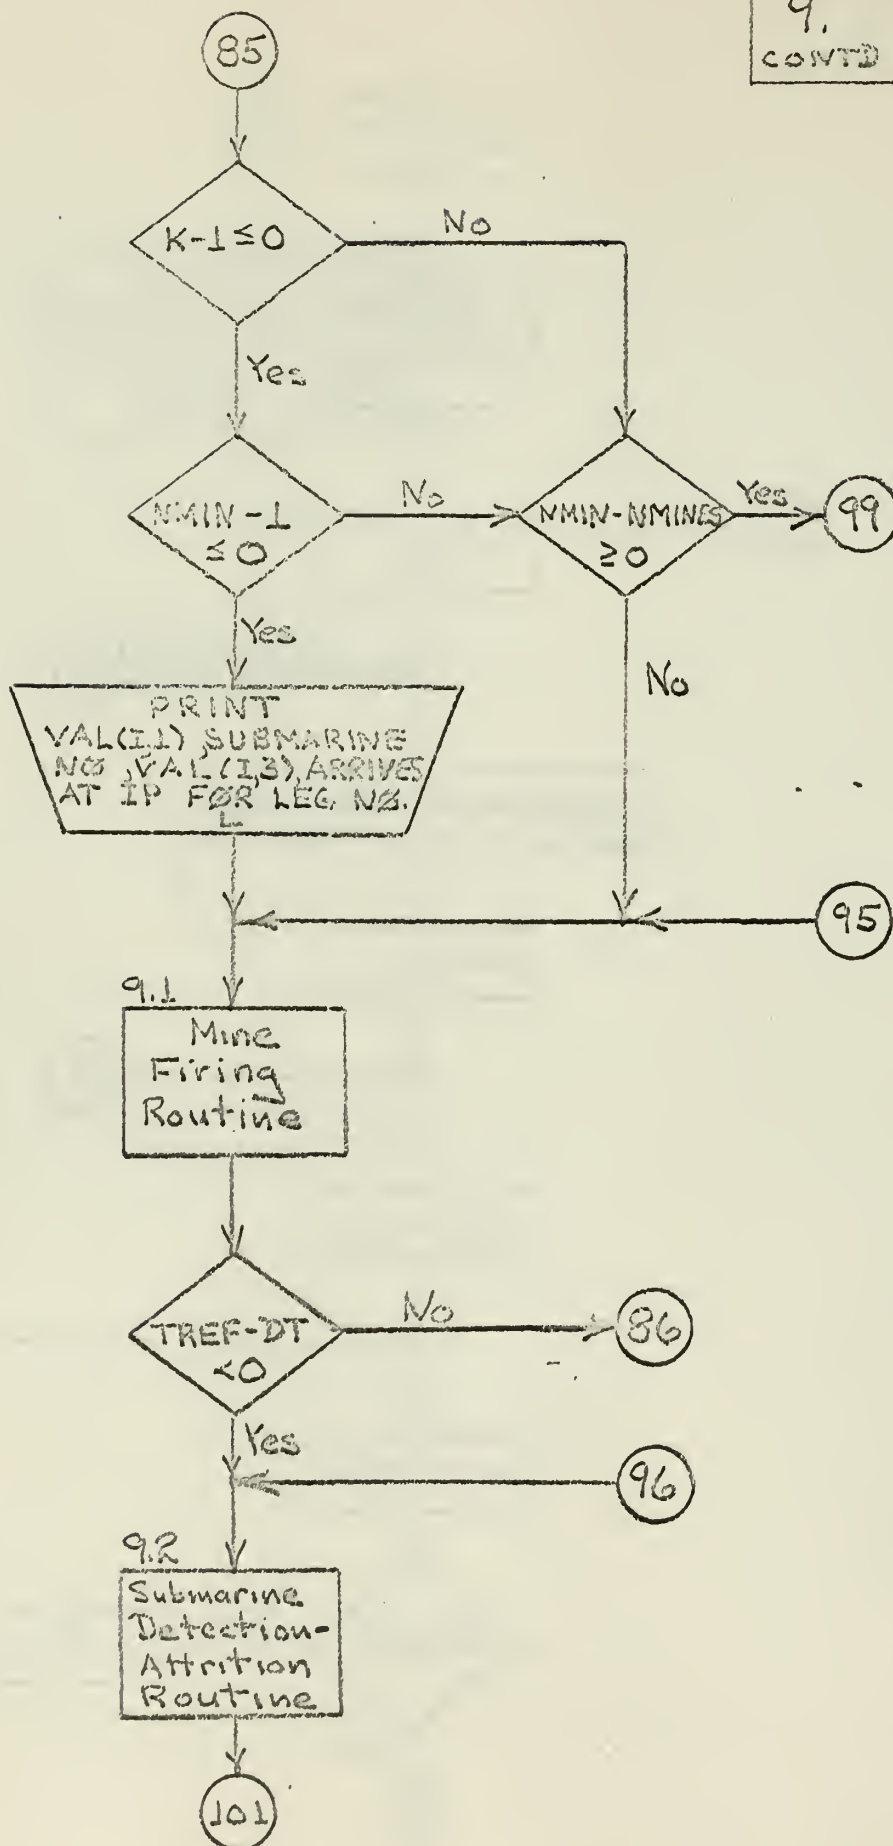 9.
CONTD
85
K-1≤0
No
Yes
NMIN-1
≤0
No
NMIN-NMINES
≥0
Yes
99
Yes
No
PRINT
VAL(I,1), SUBMARINE
NØ, VAL(I,3), ARRIVES
AT IP FØR LEG NØ.
L
95
9.1
Mine
Firing
Routine
TREF-DT
<0
No
86
Yes
96
9.2
Submarine
Detection-
Attrition
Routine
101